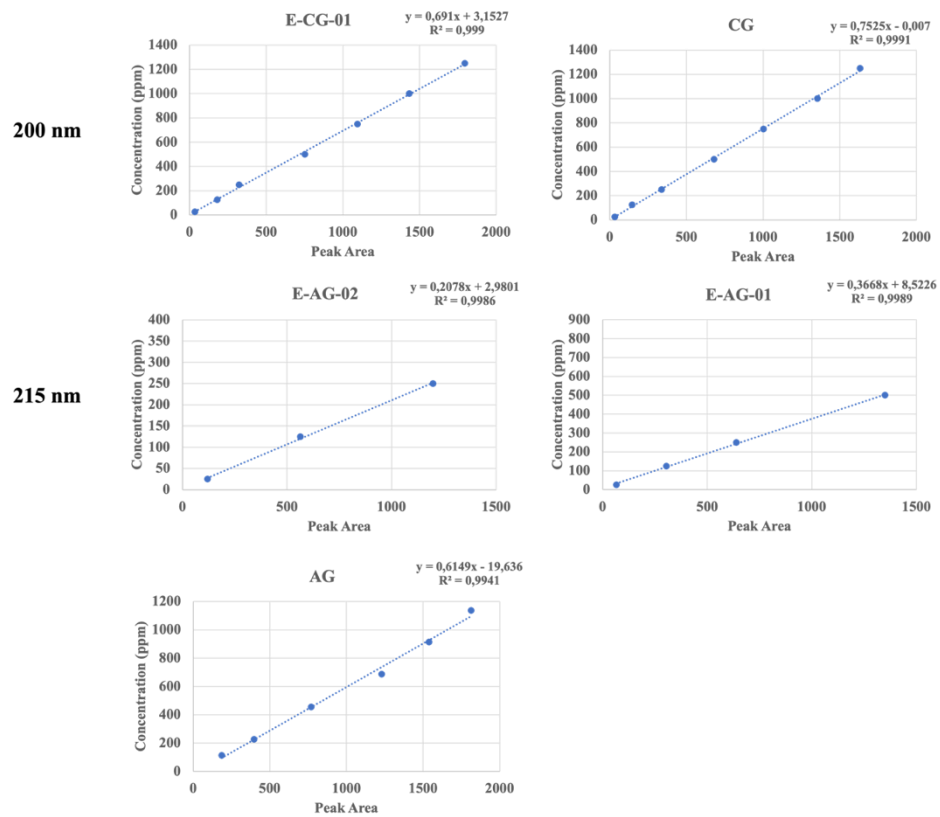 E-CG-01
y = 0,691x + 3,1527
R² = 0,999
1400
1200
1000
800
600
400
200
0
0 500 1000 1500 2000
Concentration (ppm)
Peak Area
CG
y = 0,7525x - 0,007
R² = 0,9991
1400
1200
1000
800
600
400
200
0
0 500 1000 1500 2000
Concentration (ppm)
Peak Area
200 nm
E-AG-02
y = 0,2078x + 2,9801
R² = 0,9986
400
350
300
250
200
150
100
50
0
0 500 1000 1500
Concentration (ppm)
Peak Area
E-AG-01
y = 0,3668x + 8,5226
R² = 0,9989
900
800
700
600
500
400
300
200
100
0
0 500 1000 1500
Concentration (ppm)
Peak Area
215 nm
AG
y = 0,6149x - 19,636
R² = 0,9941
1200
1000
800
600
400
200
0
0 500 1000 1500 2000
Concentration (ppm)
Peak Area